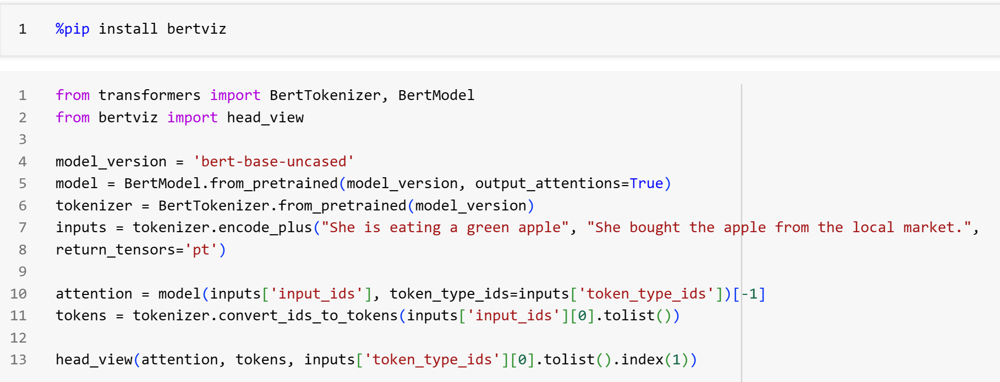 1 %pip install bertviz
1 from transformers import BertTokenizer, BertModel
2 from bertviz import head_view
3
4 model_version = 'bert-base-uncased'
5 model = BertModel.from_pretrained(model_version, output_attentions=True)
6 tokenizer = BertTokenizer.from_pretrained(model_version)
7 inputs = tokenizer.encode_plus("She is eating a green apple", "She bought the apple from the local market.",
8 return_tensors='pt')
9
10 attention = model(inputs['input_ids'], token_type_ids=inputs['token_type_ids'])[-1]
11 tokens = tokenizer.convert_ids_to_tokens(inputs['input_ids'][0].tolist())
12
13 head_view(attention, tokens, inputs['token_type_ids'][0].tolist().index(1))